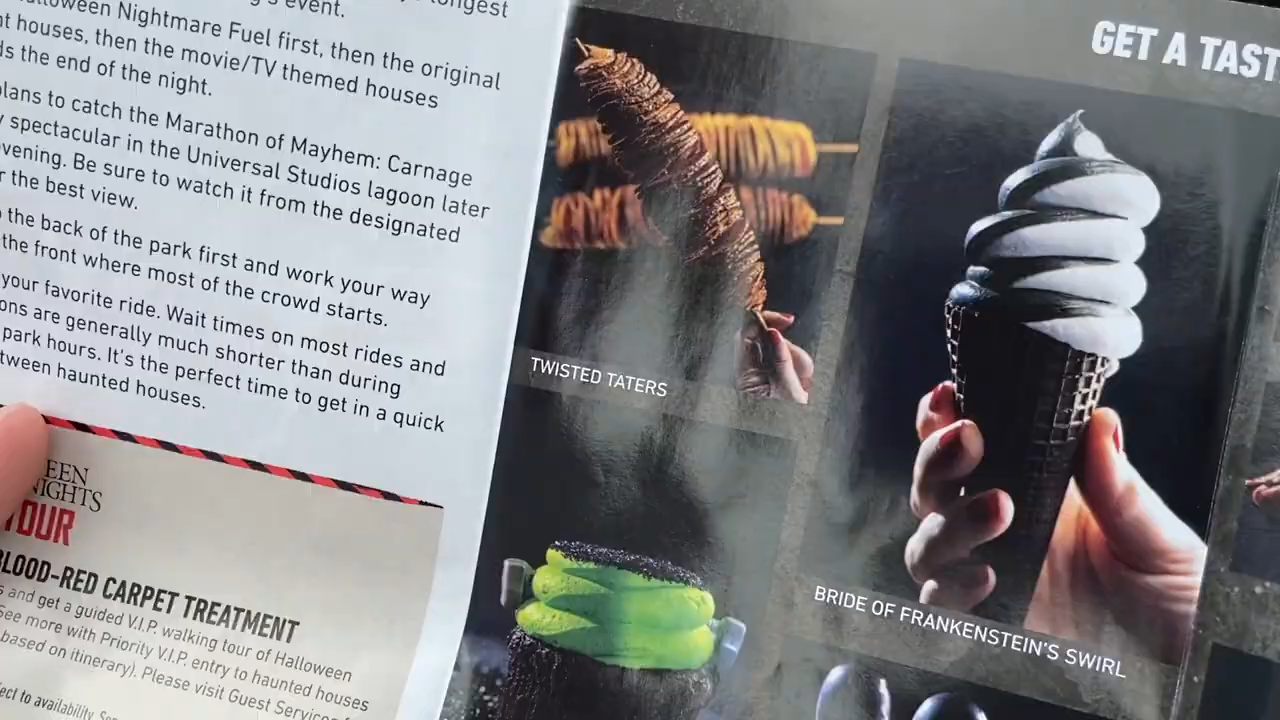 longest
Halloween Nightmare Fuel first, then the original
houses, then the movie/TV themed houses
the end of the night.
plans to catch the Marathon of Mayhem: Carnage
spectacular in the Universal Studios lagoon later
evening. Be sure to watch it from the designated
the best view.
the back of the park first and work your way
the front where most of the crowd starts.
your favorite ride. Wait times on most rides and
are generally much shorter than during
park hours. It's the perfect time to get in a quick
haunted houses.
EEN
NIGHTS
TOUR
BLOOD-RED CARPET TREATMENT
and get a guided V.I.P. walking tour of Halloween
See more with Priority V.I.P. entry to haunted houses
based on itinerary). Please visit Guest Services
to availability.
GET A TAST
TWISTED TATERS
BRIDE OF FRANKENSTEIN'S SWIRL